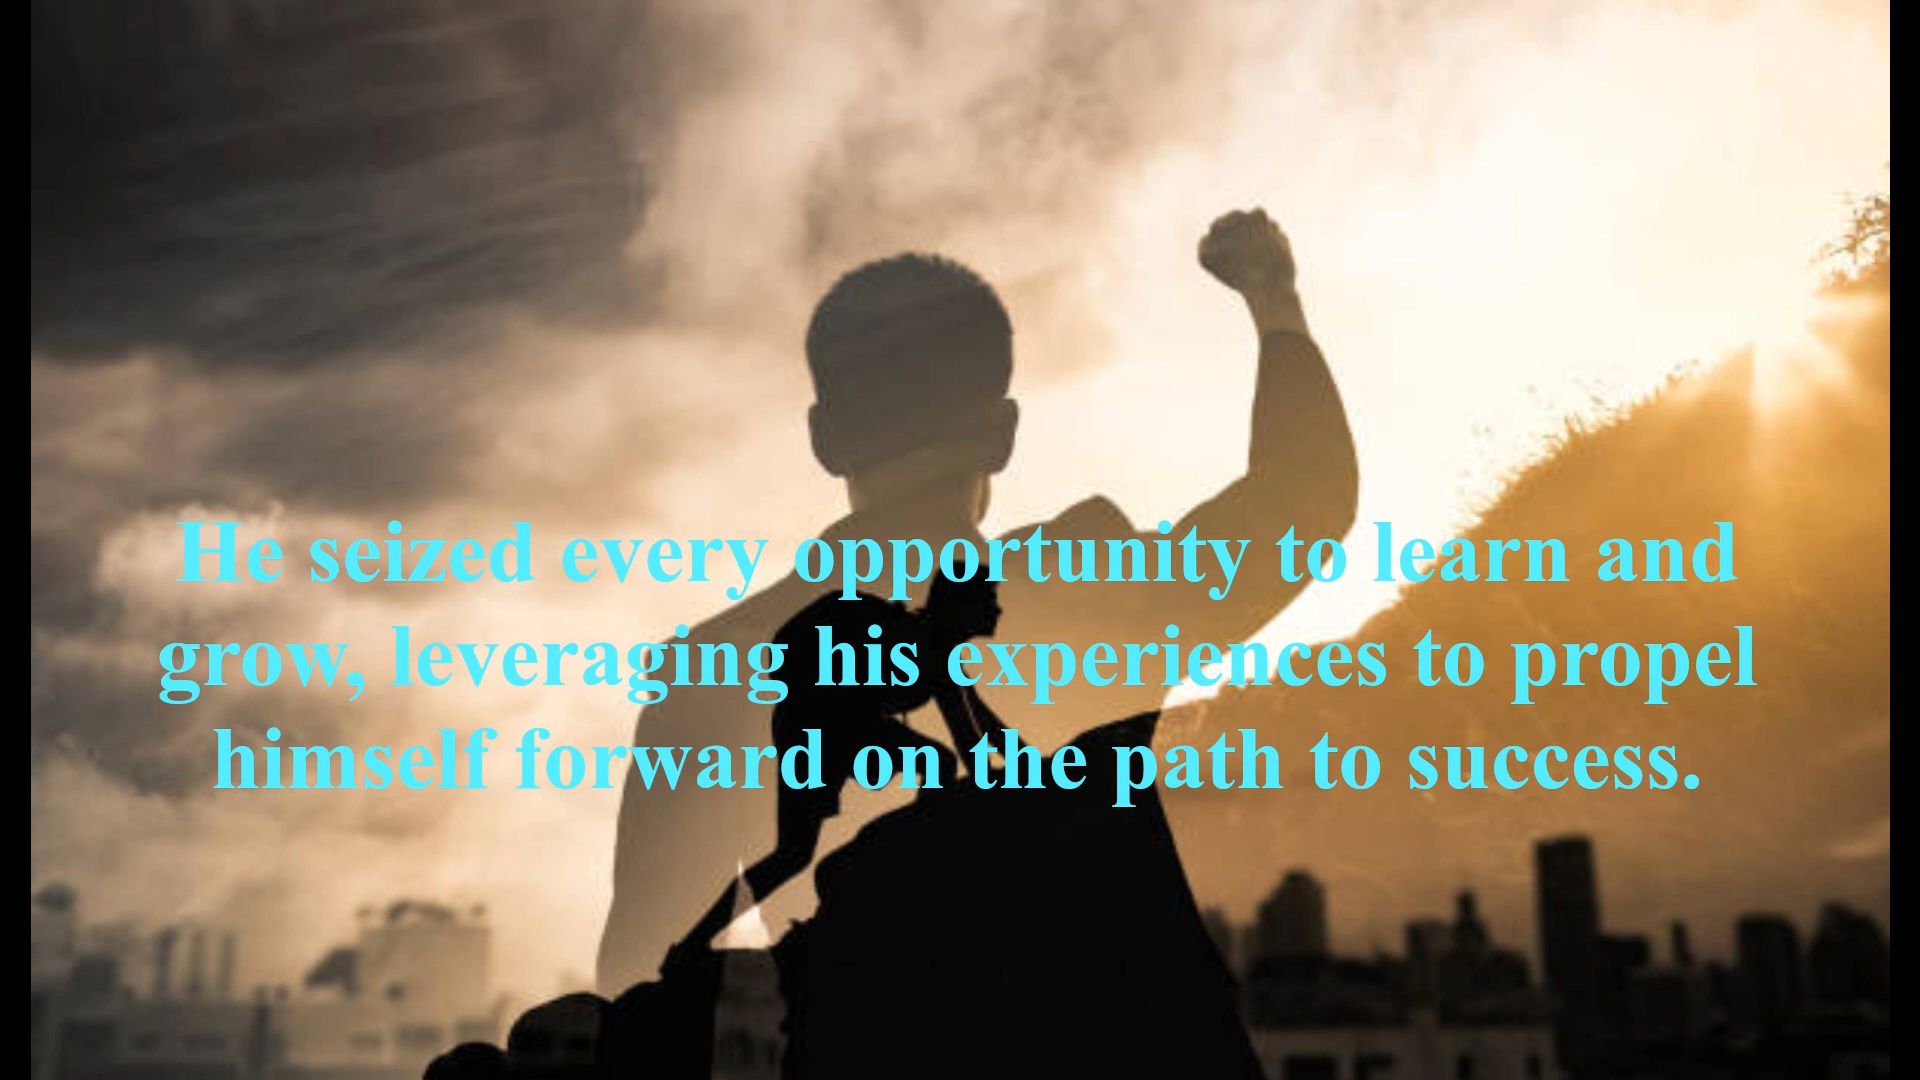 He seized every opportunity to learn and
grow, leveraging his experiences to propel
himself forward on the path to success.